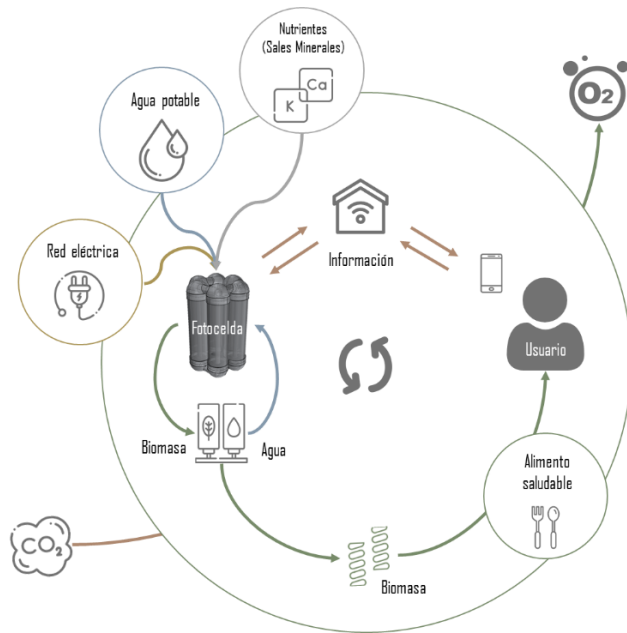 Nutrientes
(Sales Minerales)
K
Ca
Agua potable
O2
Red eléctrica
Información
Fotocelda
Usuario
Biomasa
Agua
Alimento
saludable
CO2
Biomasa